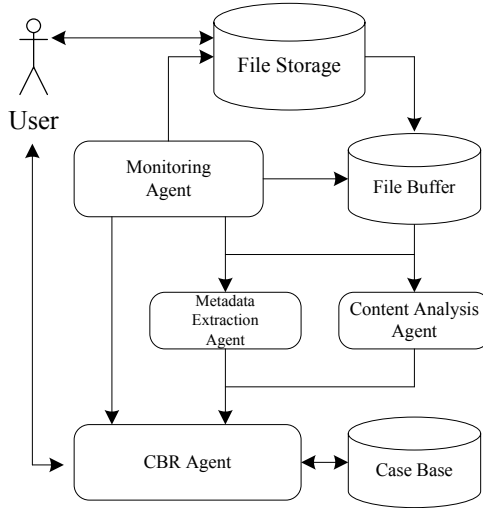 File Storage
User
Monitoring
Agent
File Buffer
Metadata
Extraction
Agent
Content Analysis
Agent
CBR Agent
Case Base